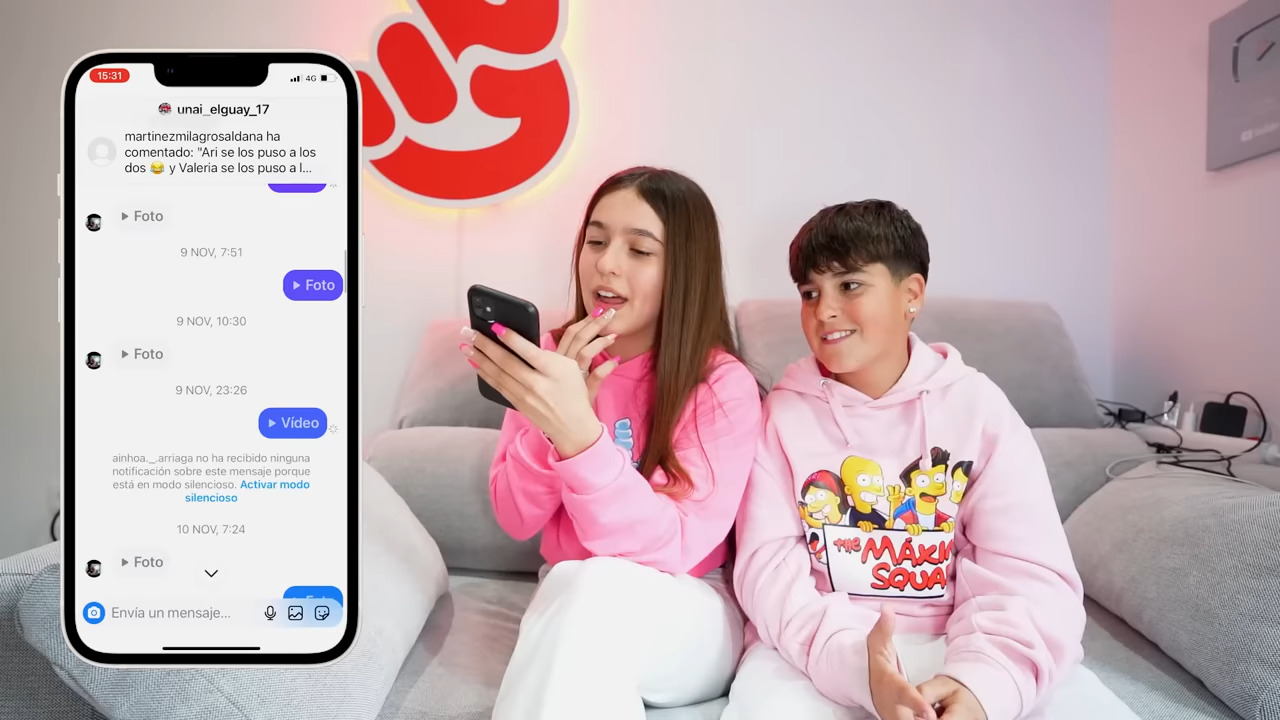 15:31
4G
unai_elguay_17
martinezmilagrosaldana ha
comentado: "Ari se los puso a los
dos 😂 y Valeria se los puso a l...
Foto
9 NOV, 7:51
Foto
9 NOV, 10:30
Foto
9 NOV, 23:26
Vídeo
ainhoa._.arriaga no ha recibido ninguna
notificación sobre este mensaje porque
está en modo silencioso. Activar modo
silencioso
10 NOV, 7:24
Foto
Envía un mensaje...
THE MÁXIM
SQUA